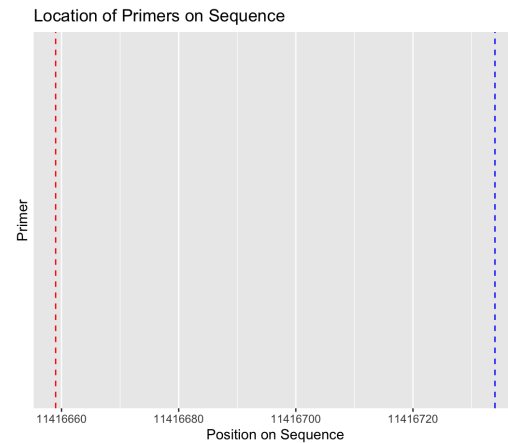 Location of Primers on Sequence
Primer
11416660 11416680 11416700 11416720
Position on Sequence